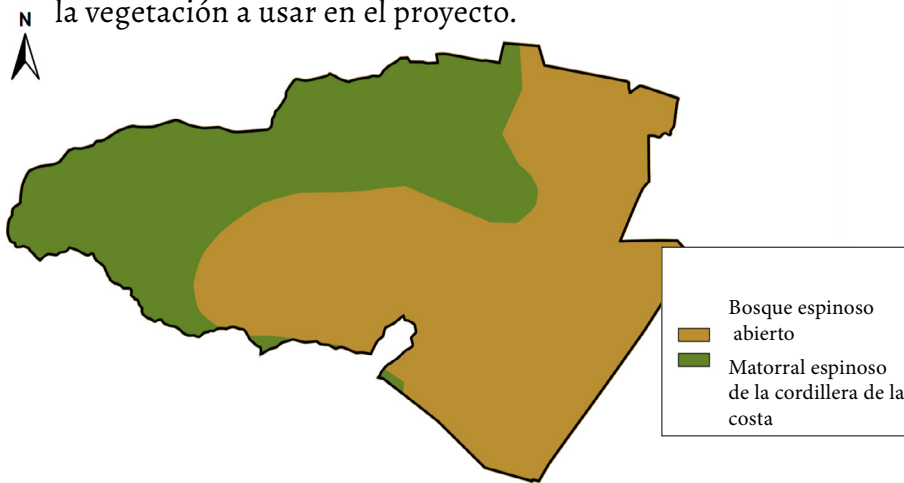 la vegetación a usar en el proyecto.
N
Bosque espinoso
abierto
Matorral espinoso
de la cordillera de la
costa